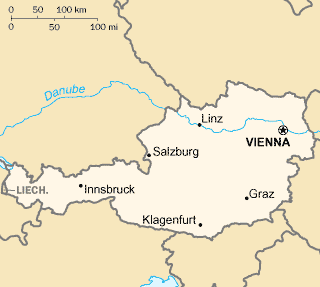 0 50 100 km
0 50 100 mi
Danube
Linz
VIENNA
Salzburg
LIECH.
Innsbruck
Graz
Klagenfurt